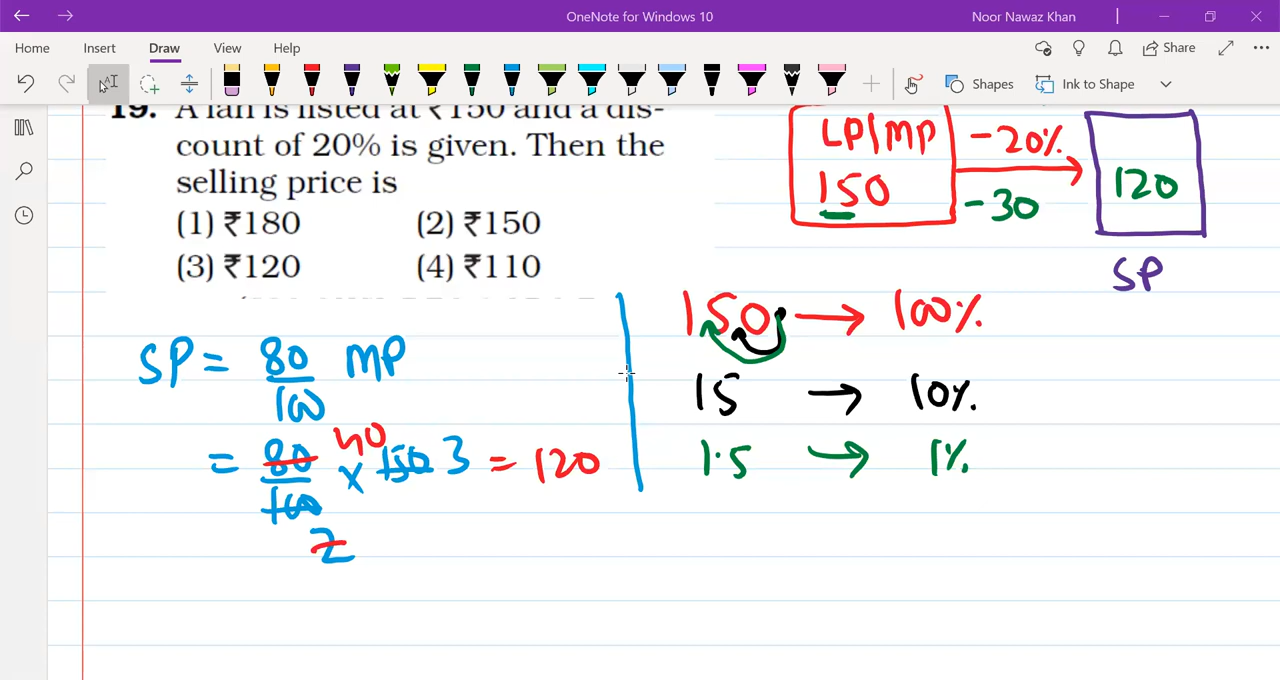 OneNote for Windows 10
Noor Nawaz Khan
Home Insert Draw View Help
Share
Shapes Ink to Shape
19. A fan is listed at ₹150 and a dis-
count of 20% is given. Then the
selling price is
(1) ₹180 (2) ₹150
(3) ₹120 (4) ₹110
LP/MP
150
-20%
-30
120
SP
150 → 100%
15 → 10%
1.5 → 1%
SP = 80/100 MP
= 80/100 × 150 3 = 120
40
2